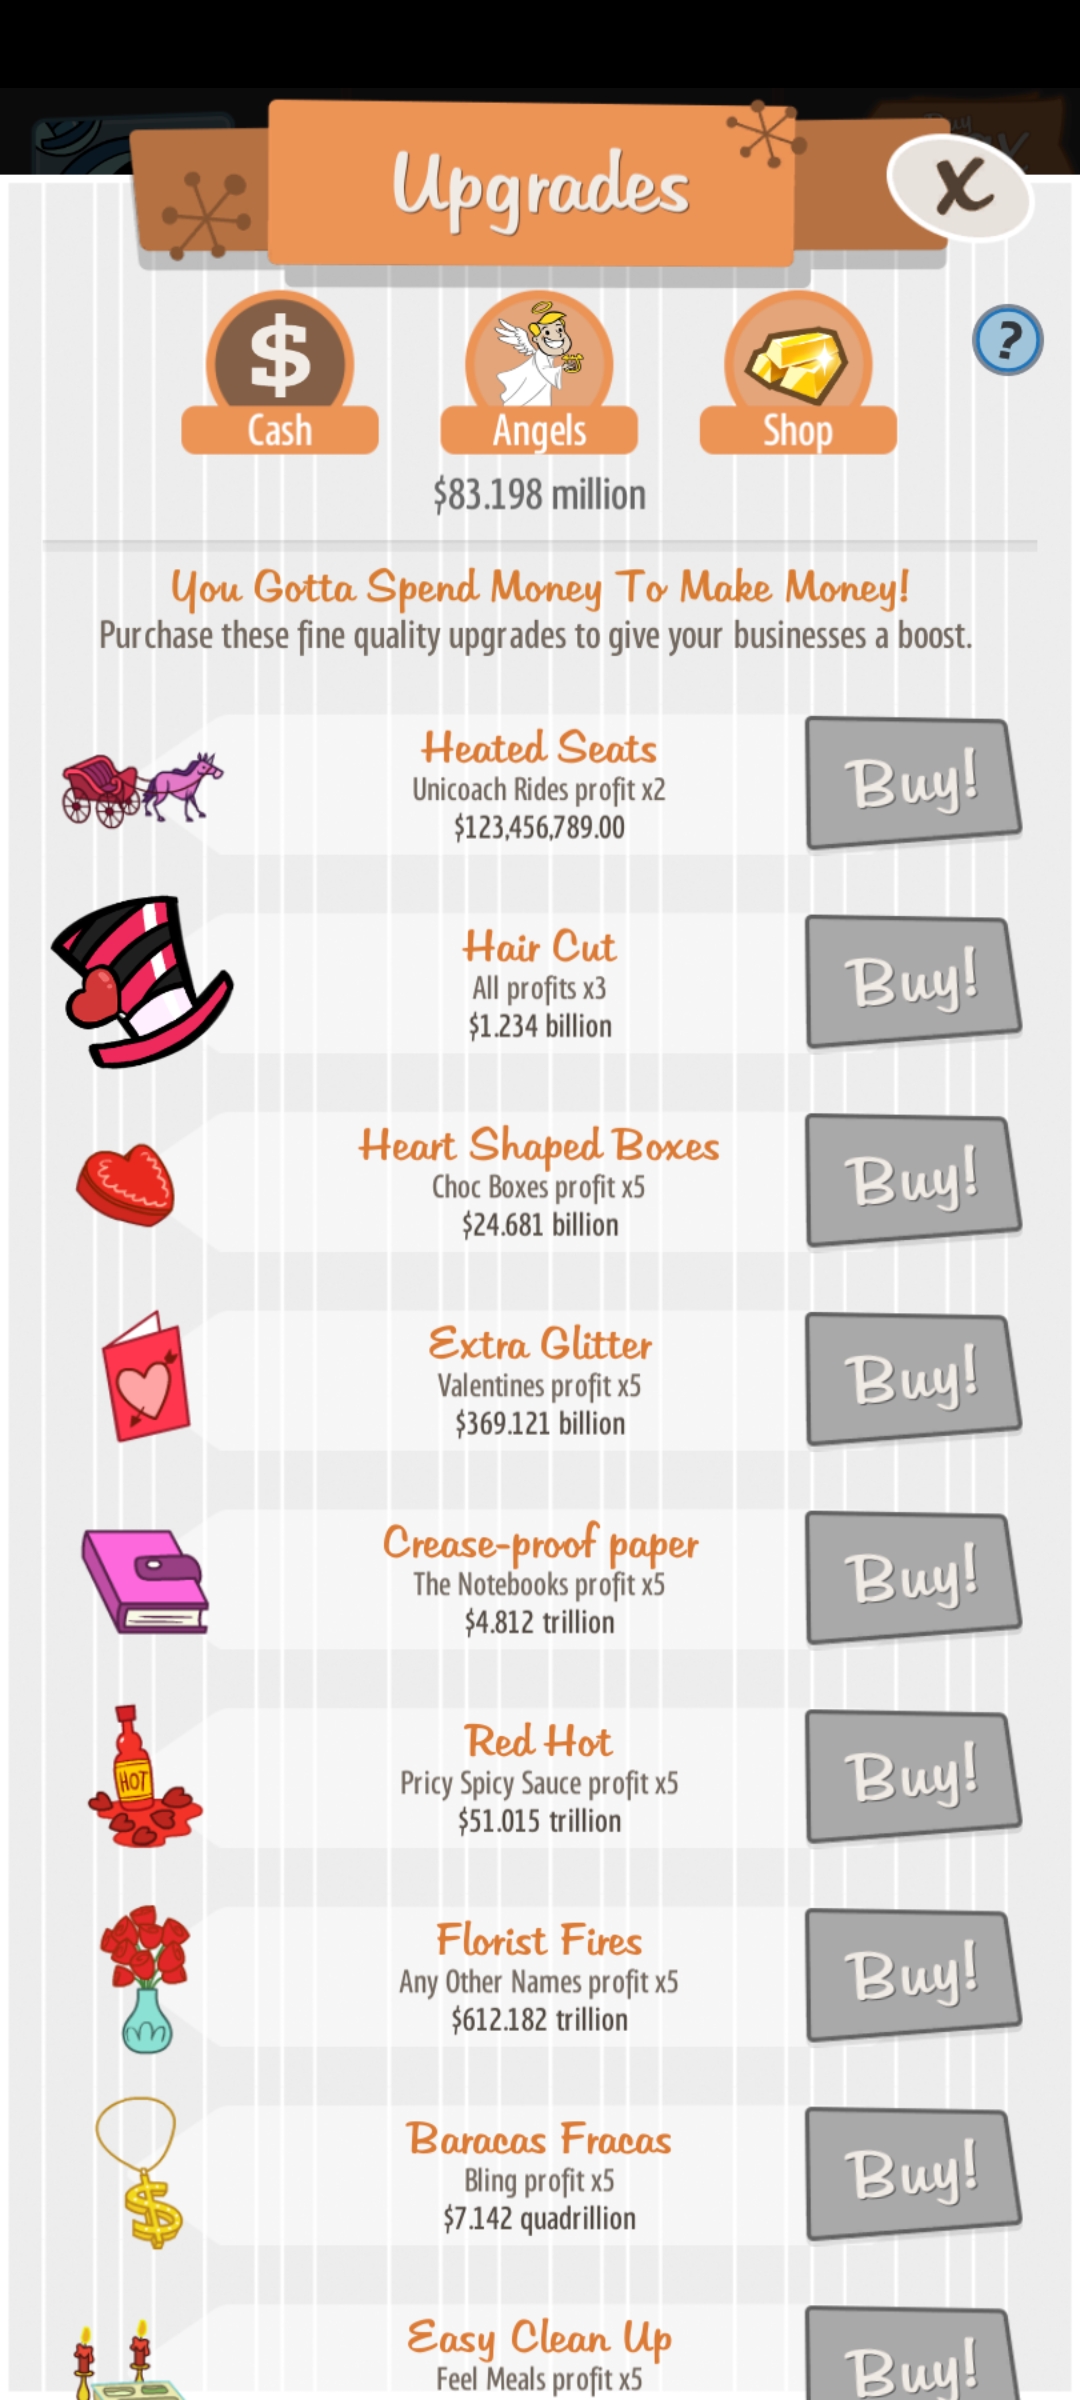 Upgrades
X
$
Cash
Angels
Shop
?
$83.198 million
You Gotta Spend Money To Make Money!
Purchase these fine quality upgrades to give your businesses a boost.
Heated Seats
Unicoach Rides profit x2
$123,456,789.00
Buy!
Hair Cut
All profits x3
$1.234 billion
Buy!
Heart Shaped Boxes
Choc Boxes profit x5
$24.681 billion
Buy!
Extra Glitter
Valentines profit x5
$369.121 billion
Buy!
Crease-proof paper
The Notebooks profit x5
$4.812 trillion
Buy!
HOT
Red Hot
Pricy Spicy Sauce profit x5
$51.015 trillion
Buy!
Florist Fires
Any Other Names profit x5
$612.182 trillion
Buy!
Baracas Fracas
Bling profit x5
$7.142 quadrillion
Buy!
Easy Clean Up
Feel Meals profit x5
Buy!